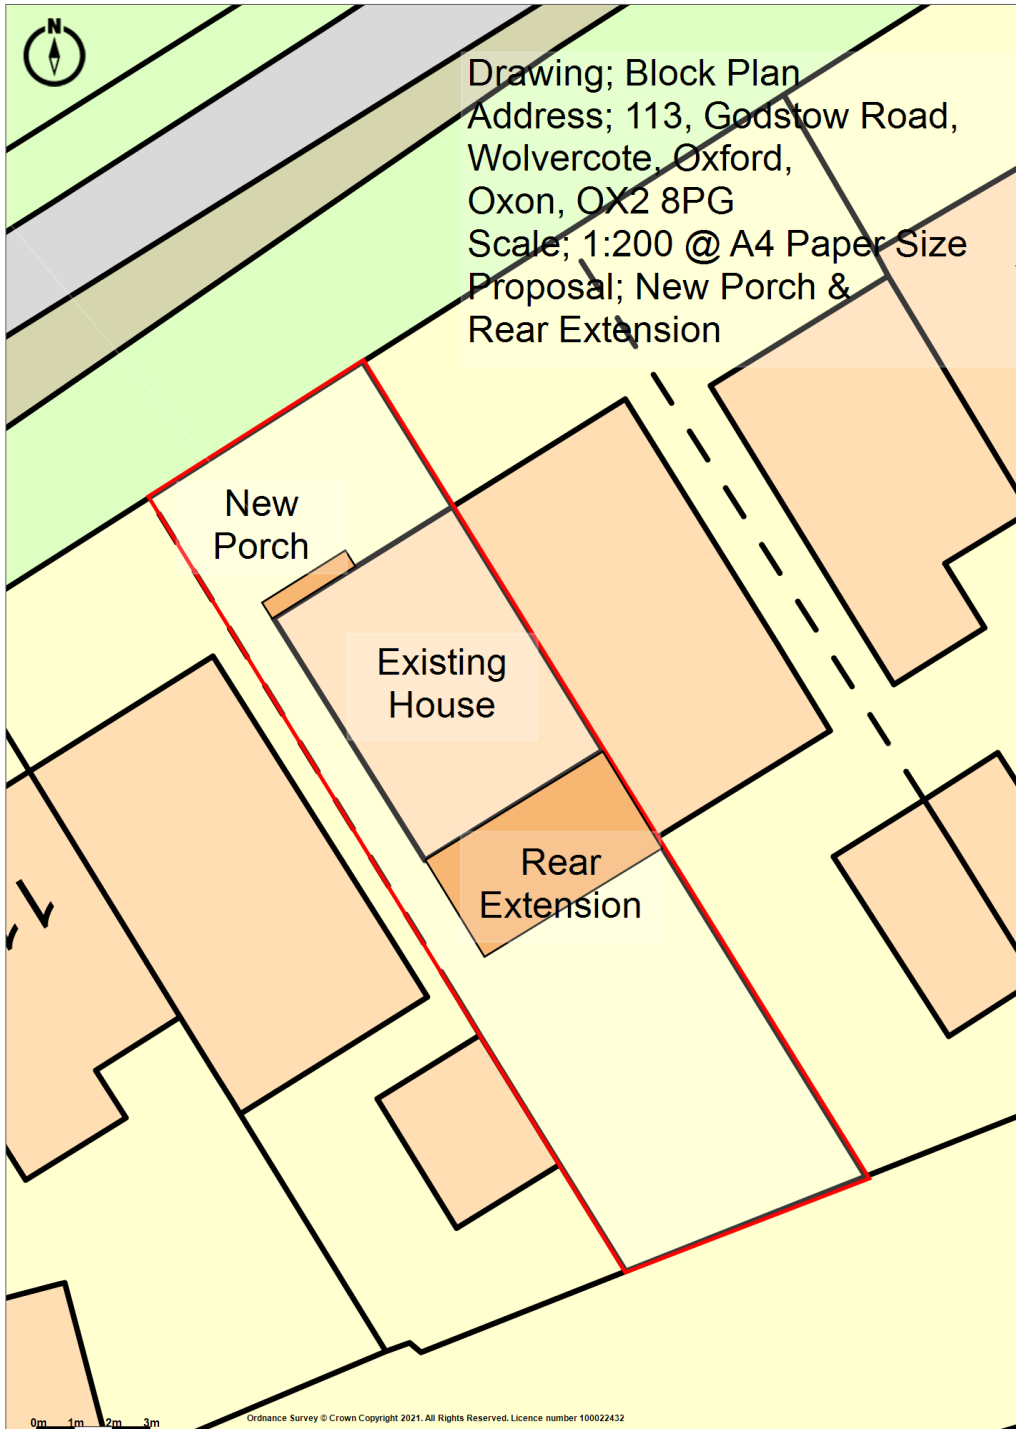 N
Drawing; Block Plan
Address; 113, Godstow Road,
Wolvercote, Oxford,
Oxon, OX2 8PG
Scale; 1:200 @ A4 Paper Size
Proposal; New Porch &
Rear Extension
New
Porch
Existing
House
Rear
Extension
0m 1m 2m 3m
Ordnance Survey © Crown Copyright 2021. All Rights Reserved. Licence number 100022432